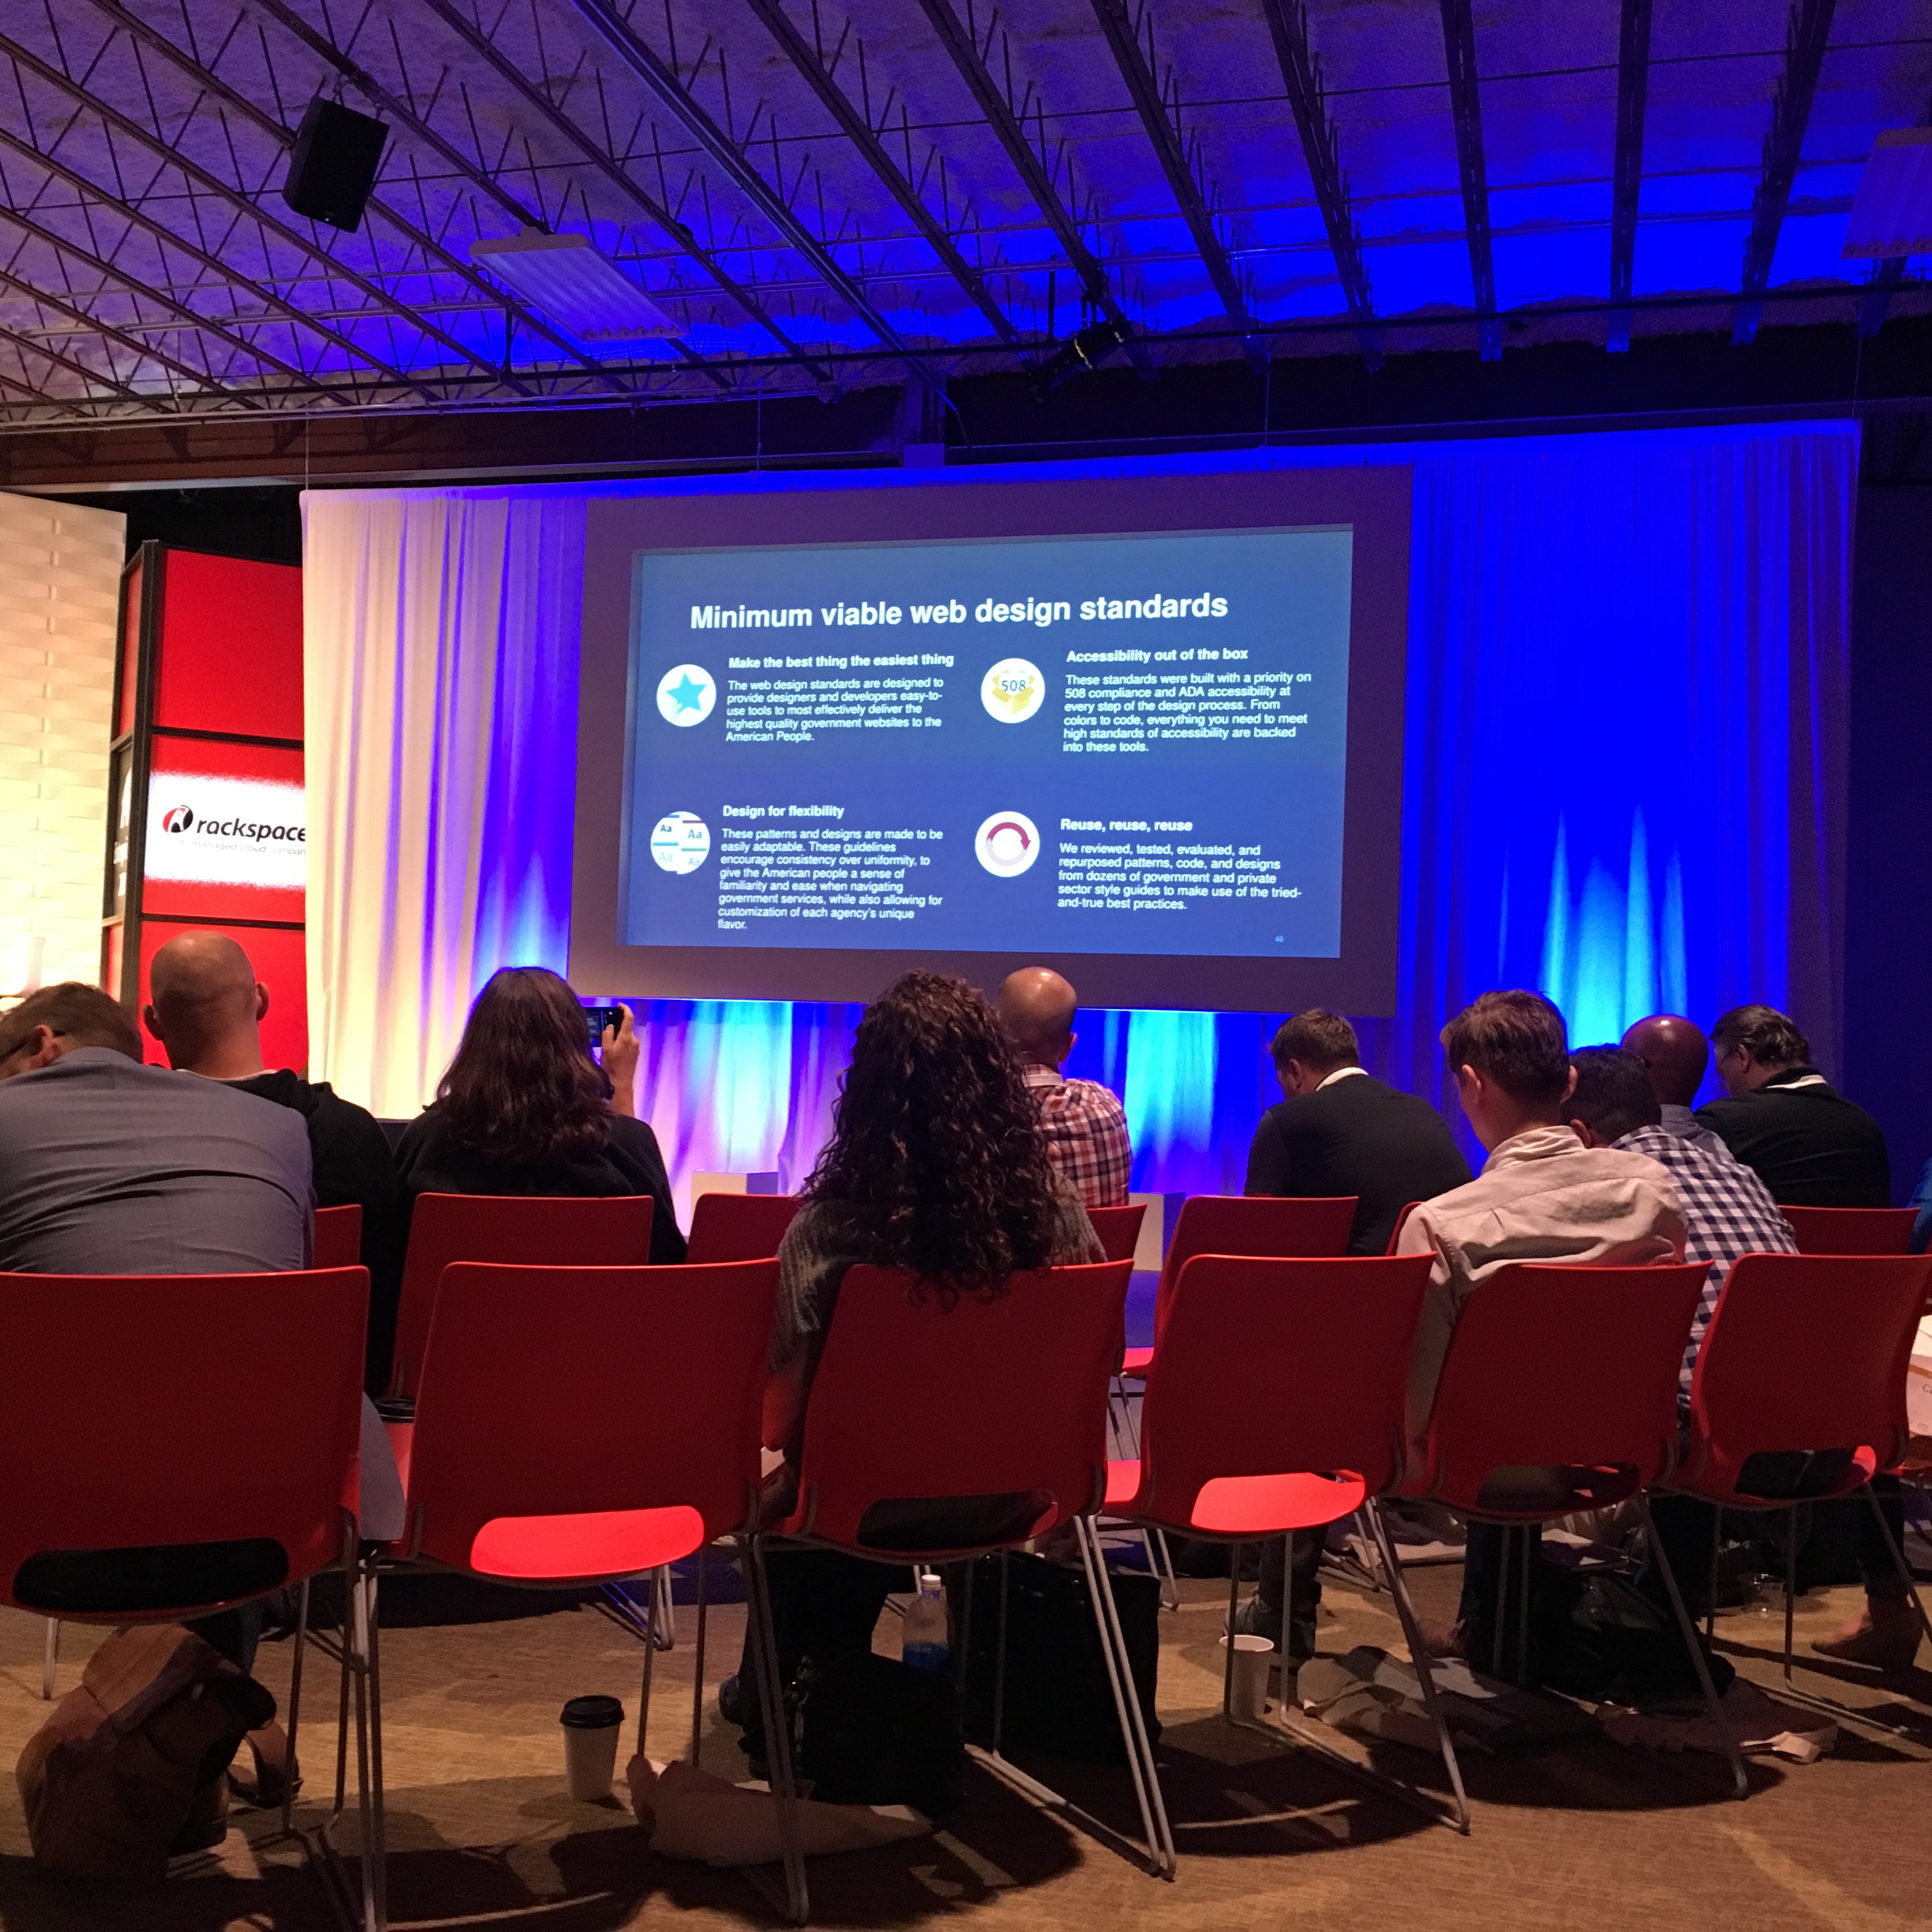 Minimum viable web design standards
Make the best thing the easiest thing
The web design standards are designed to
provide designers and developers easy-to-
use tools to most effectively deliver the
highest quality government websites to the
American People.
508
Accessibility out of the box
These standards were built with a priority on
508 compliance and ADA accessibility at
every step of the design process. From
colors to code, everything you need to meet
high standards of accessibility are backed
into these tools.
Aa
Aa
Aa
Aa
Design for flexibility
These patterns and designs are made to be
easily adaptable. These guidelines
encourage consistency over uniformity, to
give the American people a sense of
familiarity and ease when navigating
government services, while also allowing for
customization of each agency's unique
flavor.
Reuse, reuse, reuse
We reviewed, tested, evaluated, and
repurposed patterns, code, and designs
from dozens of government and private
sector style guides to make use of the tried-
and-true best practices.
rackspace
managed cloud